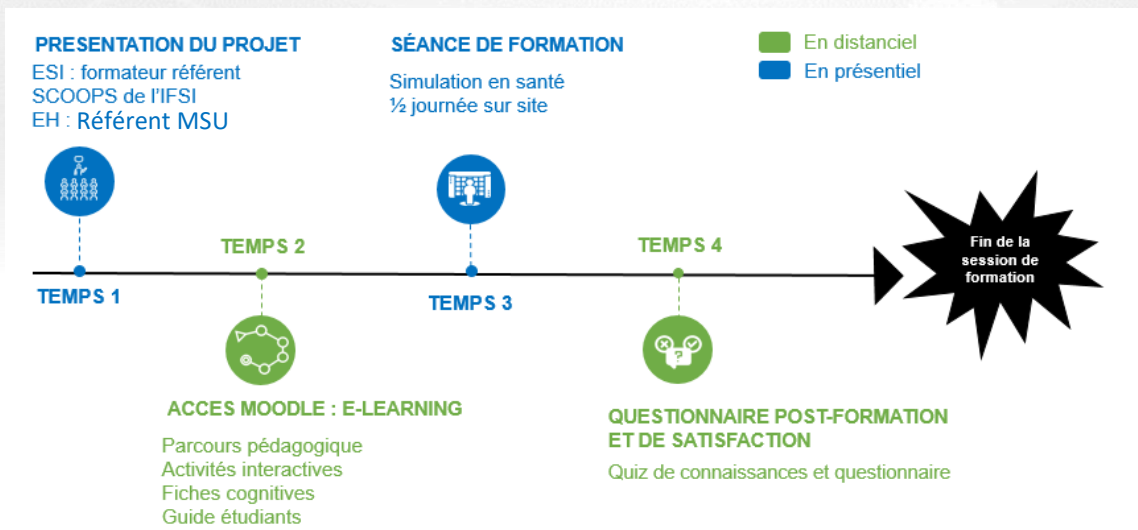 PRESENTATION DU PROJET
ESI : formateur référent
SCOOPS de l'IFSI
EH : Référent MSU
SÉANCE DE FORMATION
Simulation en santé
½ journée sur site
En distanciel
En présentiel
TEMPS 1
TEMPS 2
TEMPS 3
TEMPS 4
Fin de la
session de
formation
ACCES MOODLE : E-LEARNING
Parcours pédagogique
Activités interactives
Fiches cognitives
Guide étudiants
QUESTIONNAIRE POST-FORMATION
ET DE SATISFACTION
Quiz de connaissances et questionnaire